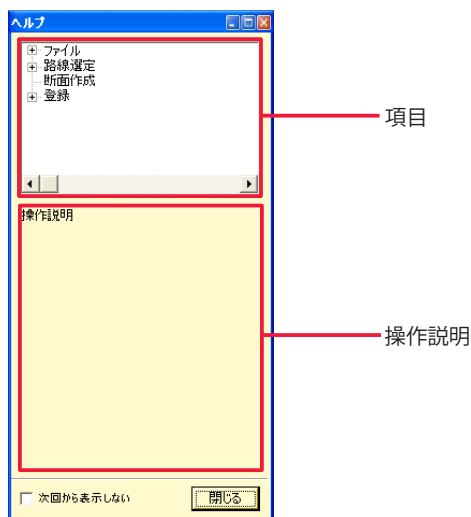 ヘルプ
ファイル
路線選定
断面作成
登録
項目
操作説明
操作説明
次回から表示しない
閉じる